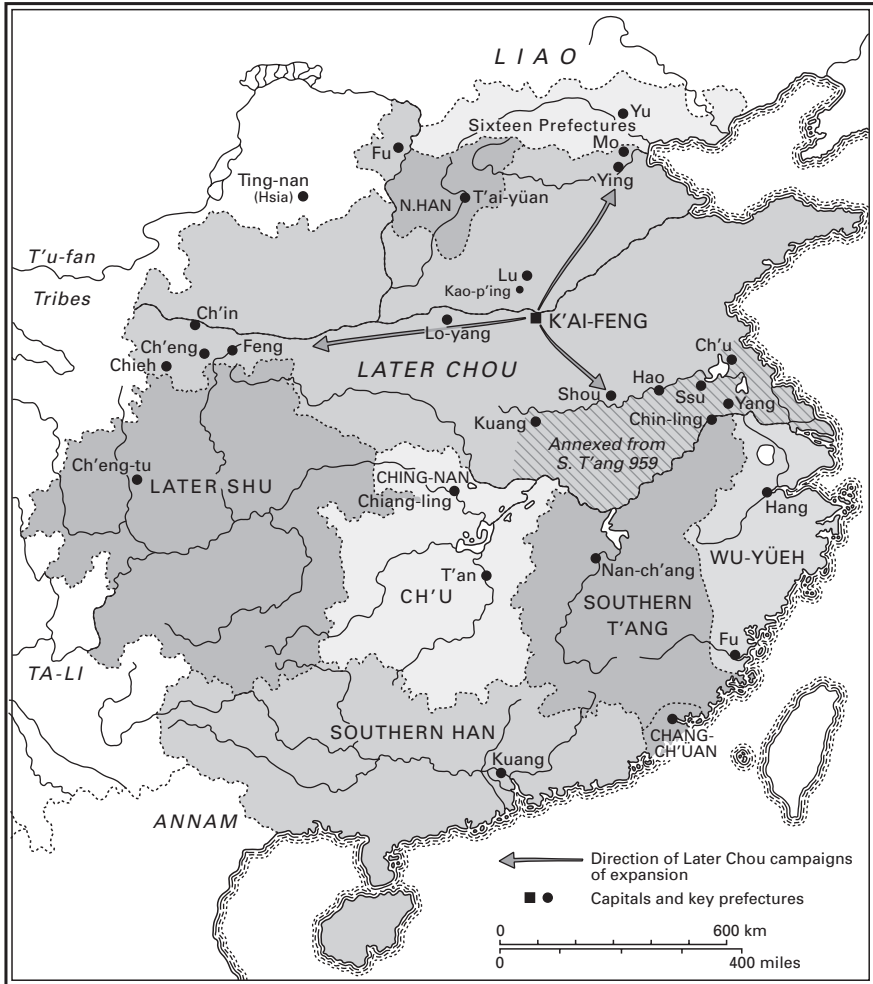 LIAO
Yu
Sixteen Prefectures
Mo
Fu
Ying
Ting-nan
(Hsia)
N.HAN
T'ai-yüan
T'u-fan
Tribes
Lu
Kao-p'ing
Ch'in
Lo-yang
K'AI-FENG
Ch'eng
Feng
Chieh
LATER CHOU
Ch'u
Hao
Shou
Ssu
Yang
Kuang
Chin-ling
Annexed from
S. T'ang 959
Ch'eng-tu
LATER SHU
CHING-NAN
Chiang-ling
Hang
WU-YÜEH
T'an
Nan-ch'ang
CH'U
SOUTHERN
T'ANG
Fu
TA-LI
SOUTHERN HAN
CHANG-
CH'ÜAN
Kuang
ANNAM
Direction of Later Chou campaigns
of expansion
Capitals and key prefectures
0 600 km
0 400 miles